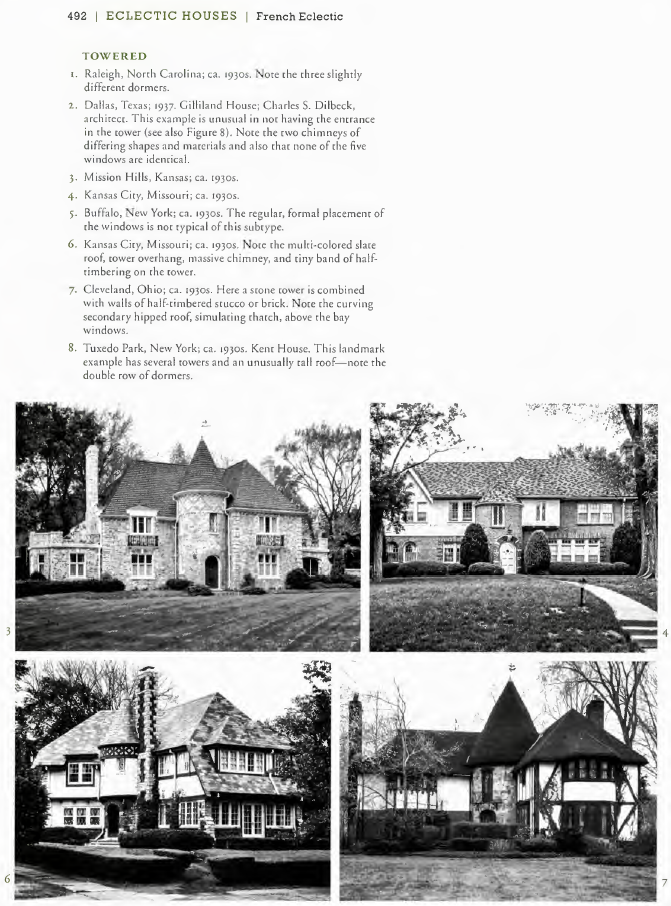 492 | ECLECTIC HOUSES | French Eclectic
TOWERED
1. Raleigh, North Carolina; ca. 1930s. Note the three slightly
different dormers.
2. Dallas, Texas; 1937. Gilliland House; Charles S. Dilbeck,
architect. This example is unusual in not having the entrance
in the tower (see also Figure 8). Note the two chimneys of
differing shapes and materials and also that none of the five
windows are identical.
3. Mission Hills, Kansas; ca. 1930s.
4. Kansas City, Missouri; ca. 1930s.
5. Buffalo, New York; ca. 1930s. The regular, formal placement of
the windows is not typical of this subtype.
6. Kansas City, Missouri; ca. 1930s. Note the multi-colored slate
roof, tower overhang, massive chimney, and tiny band of half-
timbering on the tower.
7. Cleveland, Ohio; ca. 1930s. Here a stone tower is combined
with walls of half-timbered stucco or brick. Note the curving
secondary hipped roof, simulating thatch, above the bay
windows.
8. Tuxedo Park, New York; ca. 1930s. Kent House. This landmark
example has several towers and an unusually tall roof—note the
double row of dormers.
3
4
6
7